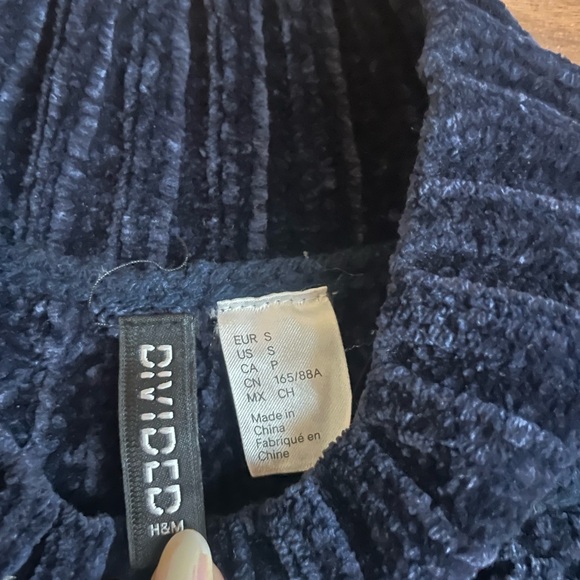 DIVIDED
H&M
EUR S
US S
CA P
CN 165/88A
MX CH
Made in
China
Fabriqué en
Chine